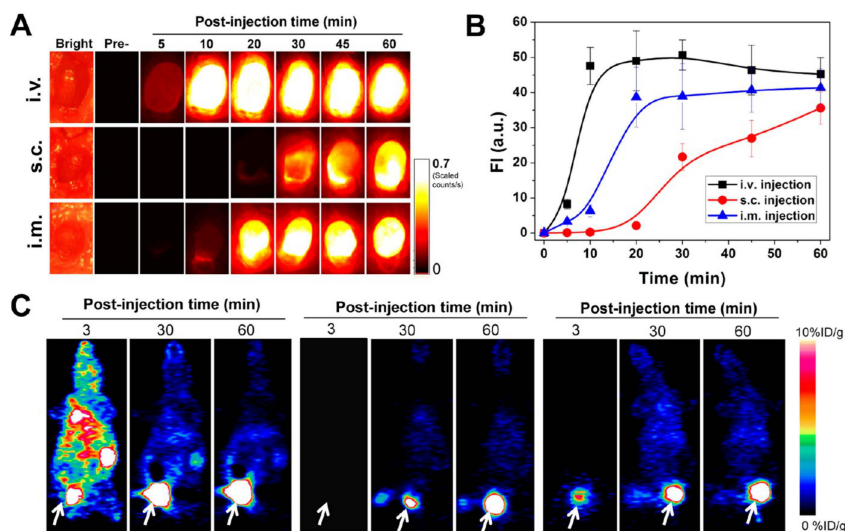 A
Post-injection time (min)
Bright Pre- 5 10 20 30 45 60
i.v.
s.c.
i.m.
0.7
(Scaled
counts/s)
0
B
FI (a.u.)
60
50
40
30
20
10
0
i.v. injection
s.c. injection
i.m. injection
0 10 20 30 40 50 60
Time (min)
C
Post-injection time (min) Post-injection time (min) Post-injection time (min)
3 30 60 3 30 60 3 30 60
10%ID/g
0 %ID/g